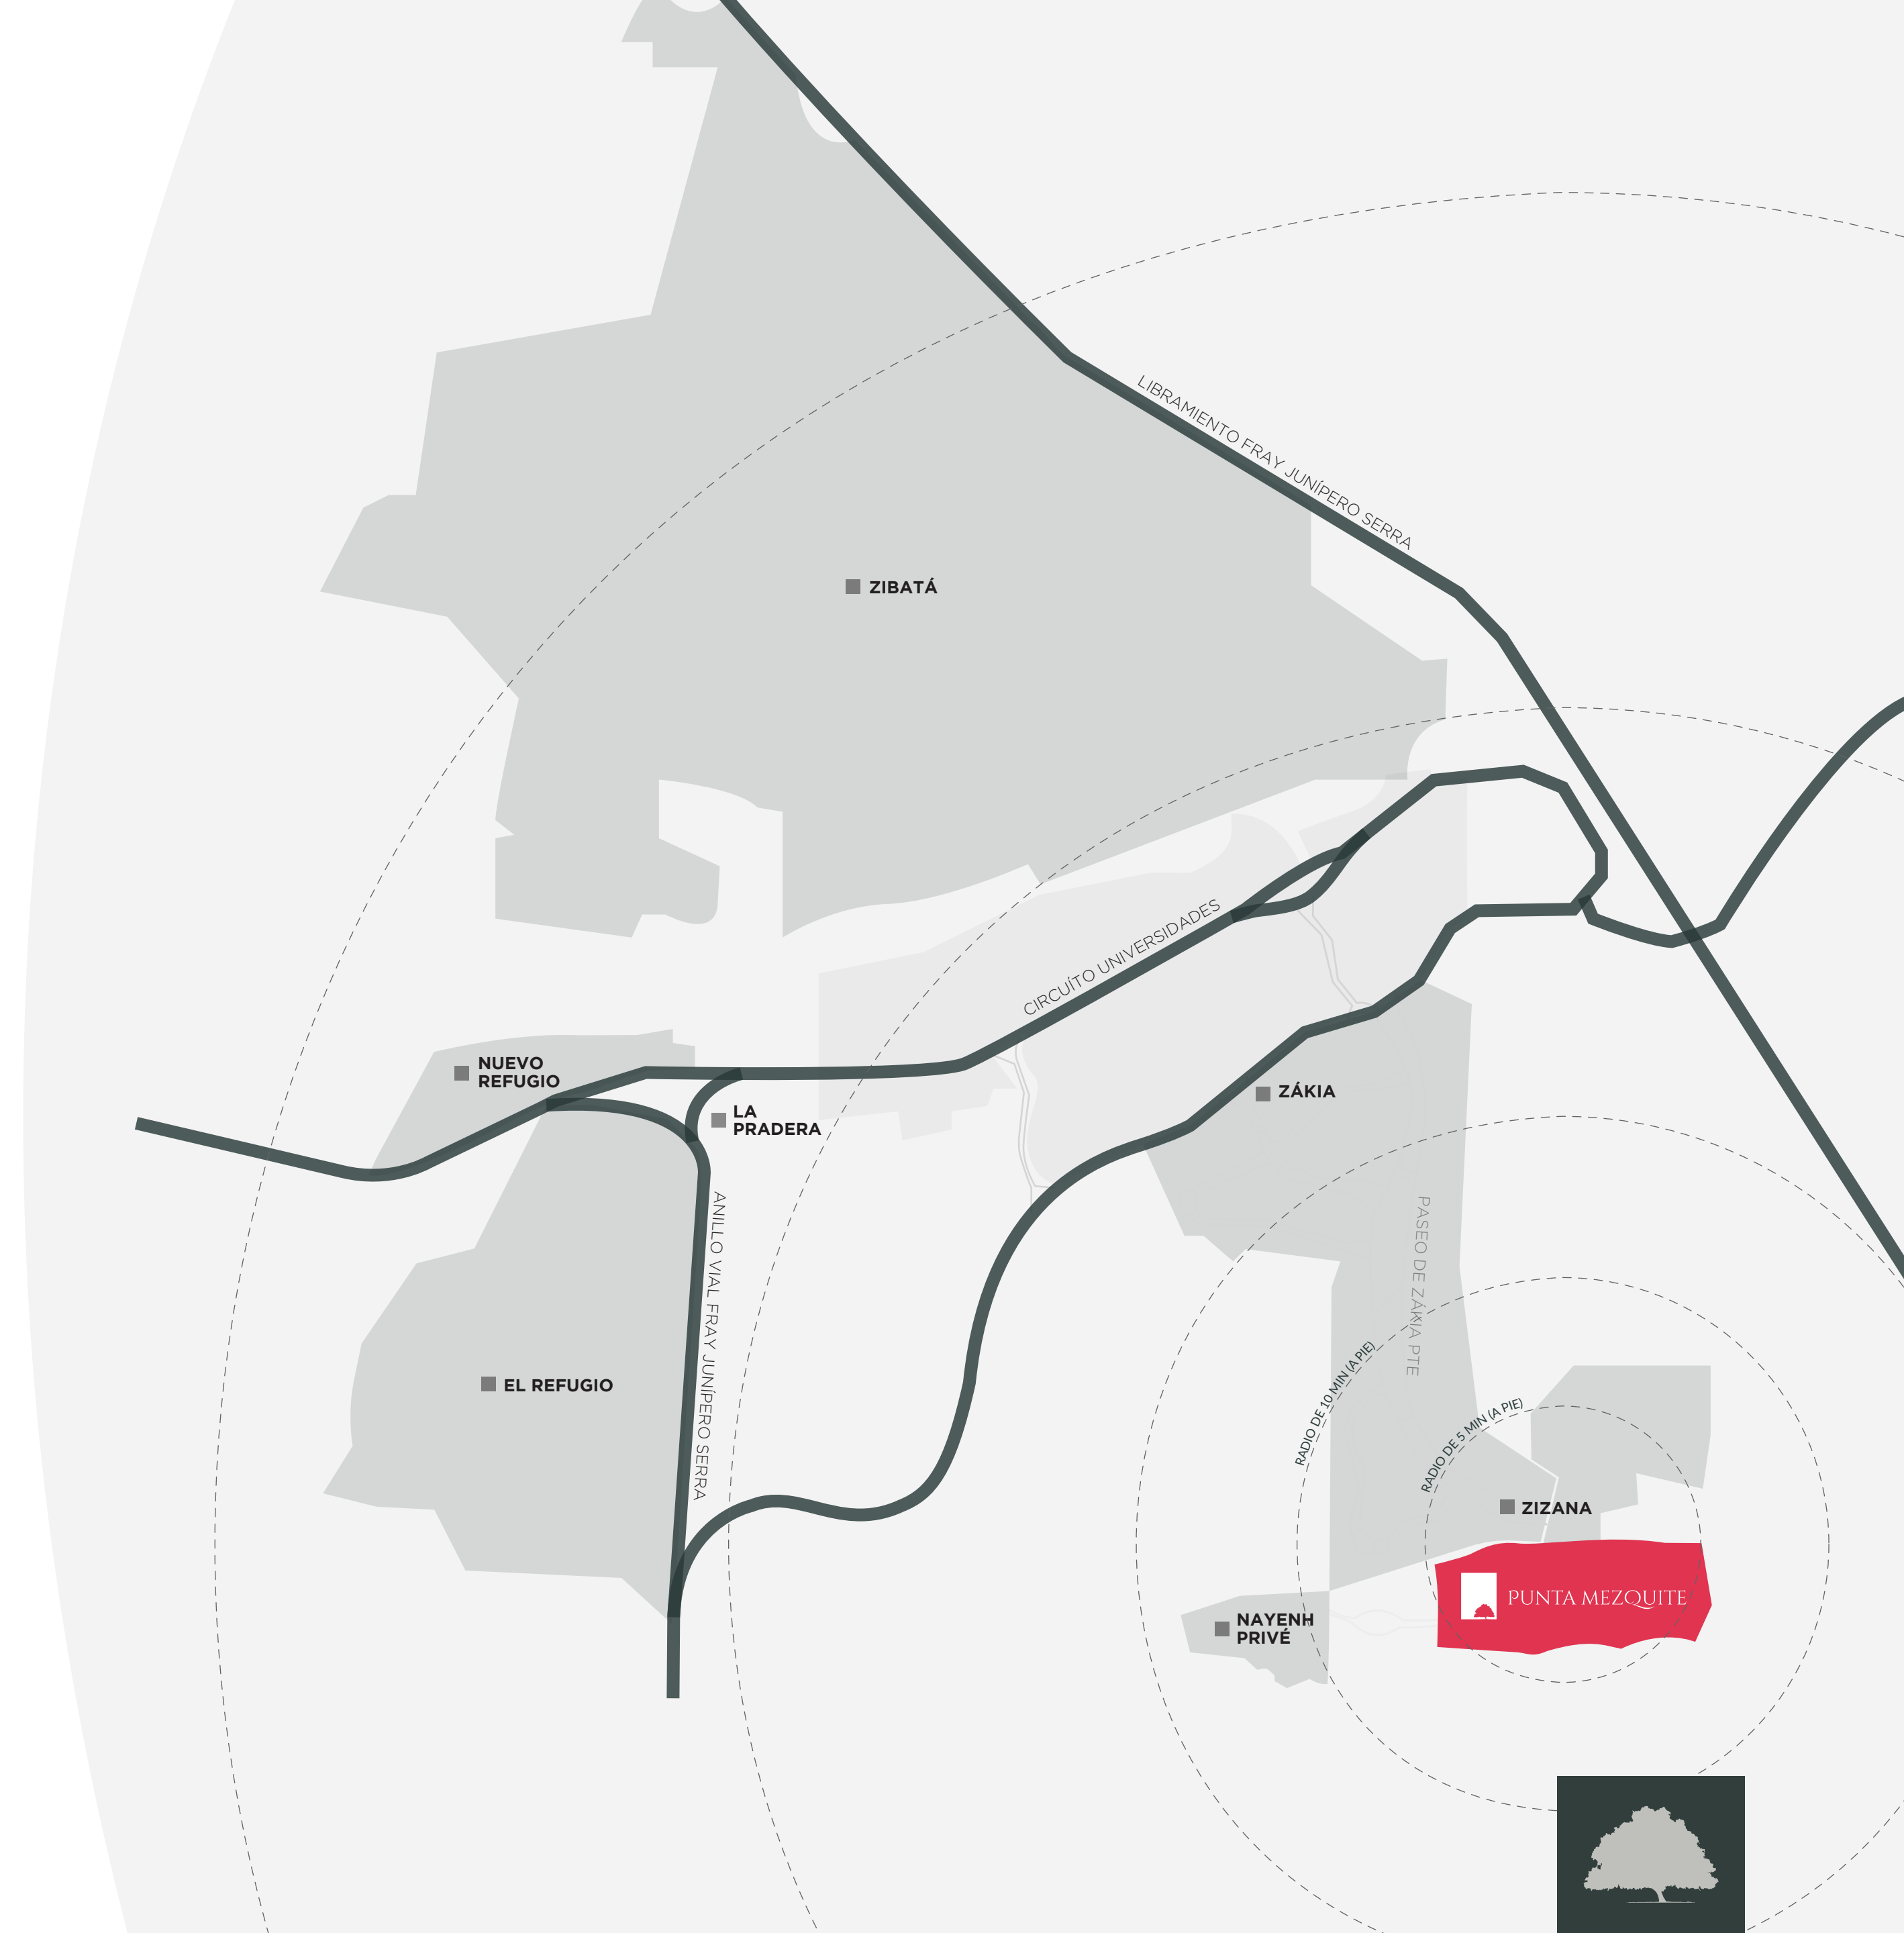 LIBRAMIENTO FRAY JUNÍPERO SERRA
ZIBATÁ
CIRCUÍTO UNIVERSIDADES
NUEVO
REFUGIO
LA
PRADERA
ZÁKIA
ANILLO VIAL FRAY JUNÍPERO SERRA
PASEO DE ZÁKIA PTE
RADIO DE 10 MIN (A PIE)
EL REFUGIO
RADIO DE 5 MIN (A PIE)
ZIZANA
PUNTA MEZQUITE
NAYENH
PRIVÉ